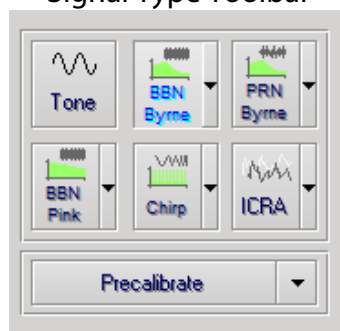 Signal Type Toolbar
Tone
BBN
Byrne
PRN
Byrne
BBN
Pink
Chirp
ICRA
Precalibrate